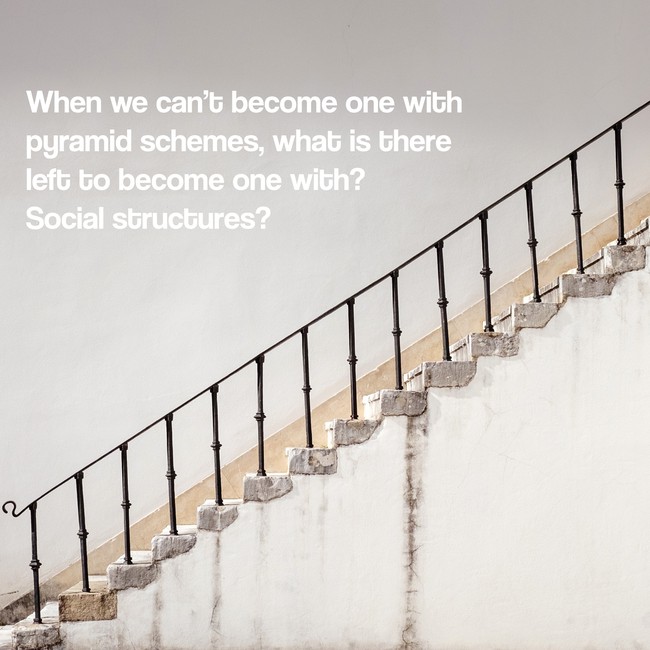 When we can't become one with
pyramid schemes, what is there
left to become one with?
Social structures?